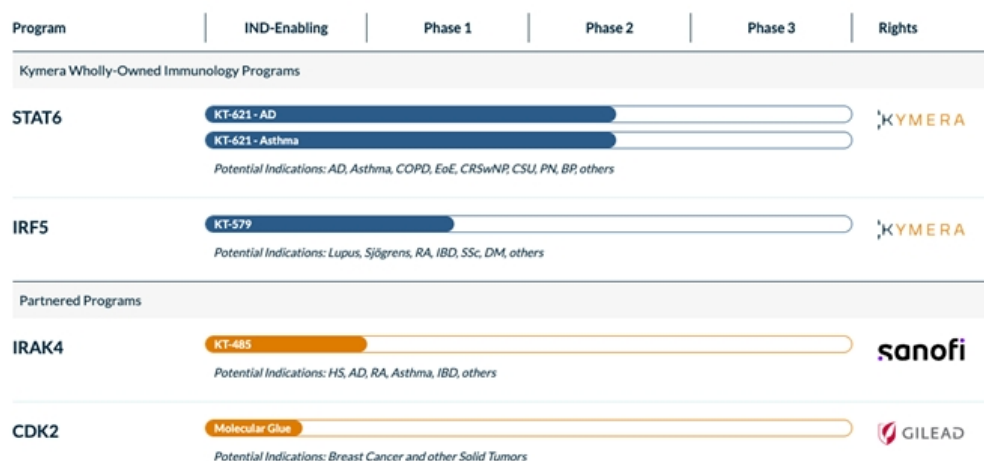 Program IND-Enabling Phase 1 Phase 2 Phase 3 Rights
Kymera Wholly-Owned Immunology Programs
STAT6
KT-621 - AD
KYMERA
KT-621 - Asthma
Potential Indications: AD, Asthma, COPD, EoE, CRSwNP, CSU, PN, BP, others
IRF5
KT-579
KYMERA
Potential Indications: Lupus, Sjögrens, RA, IBD, SSc, DM, others
Partnered Programs
IRAK4
KT-485
sanofi
Potential Indications: HS, AD, RA, Asthma, IBD, others
CDK2
Molecular Glue
GILEAD
Potential Indications: Breast Cancer and other Solid Tumors